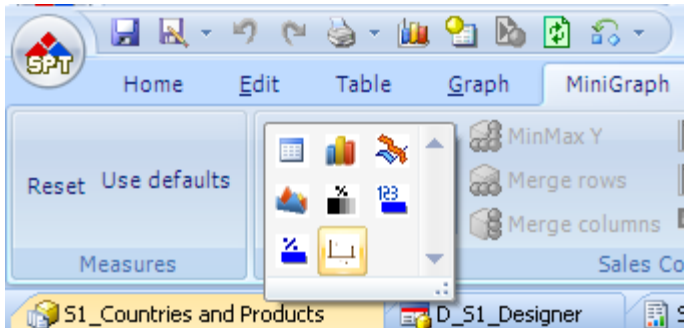 SPT
Home Edit Table Graph MiniGraph
MinMax Y
Reset Use defaults
Merge rows
% 123
Merge columns
%
Measures
Sales Co
S1_Countries and Products D_S1_Designer S